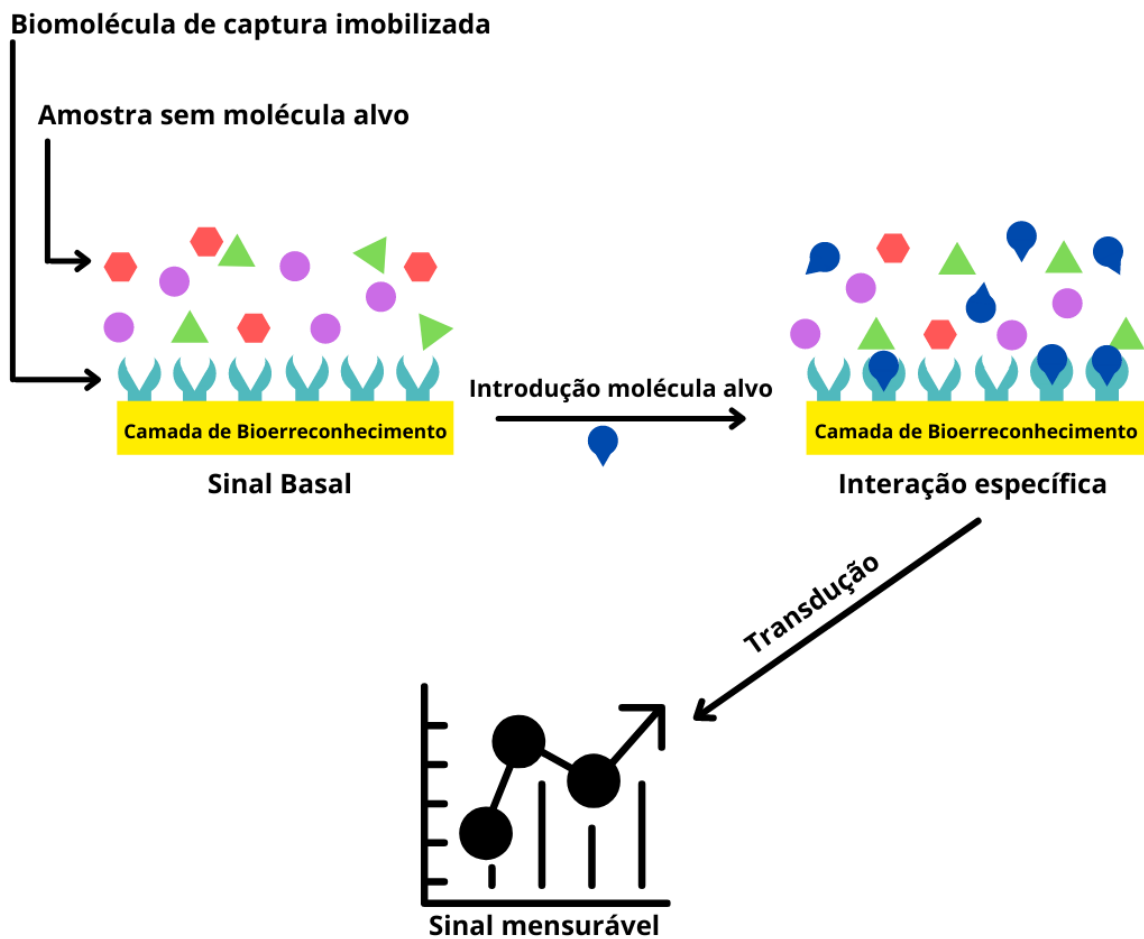 Biomolécula de captura imobilizada
Amostra sem molécula alvo
Introdução molécula alvo
Camada de Bioerreconhecimento
Camada de Bioerreconhecimento
Sinal Basal
Interação específica
Transdução
Sinal mensurável